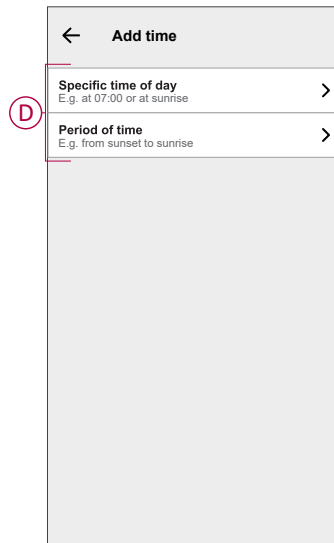 Add time
Specific time of day
E.g. at 07:00 or at sunrise
D
Period of time
E.g. from sunset to sunrise